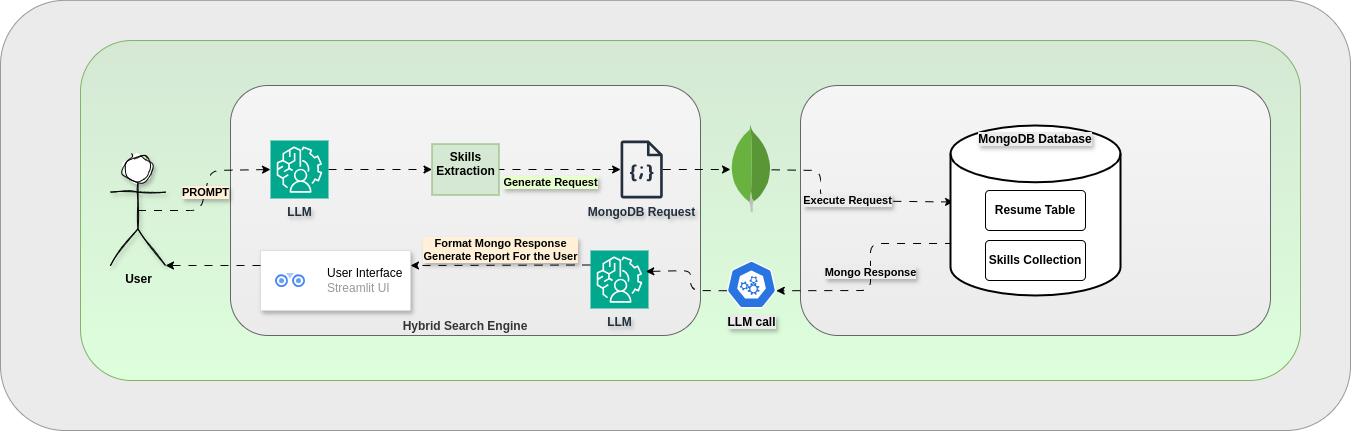 MongoDB Database
Skills
Extraction
Generate Request
PROMPT
LLM
MongoDB Request
Execute Request
Resume Table
Format Mongo Response
Generate Report For the User
Skills Collection
User
User Interface
Streamlit UI
Mongo Response
LLM
LLM call
Hybrid Search Engine
{;}